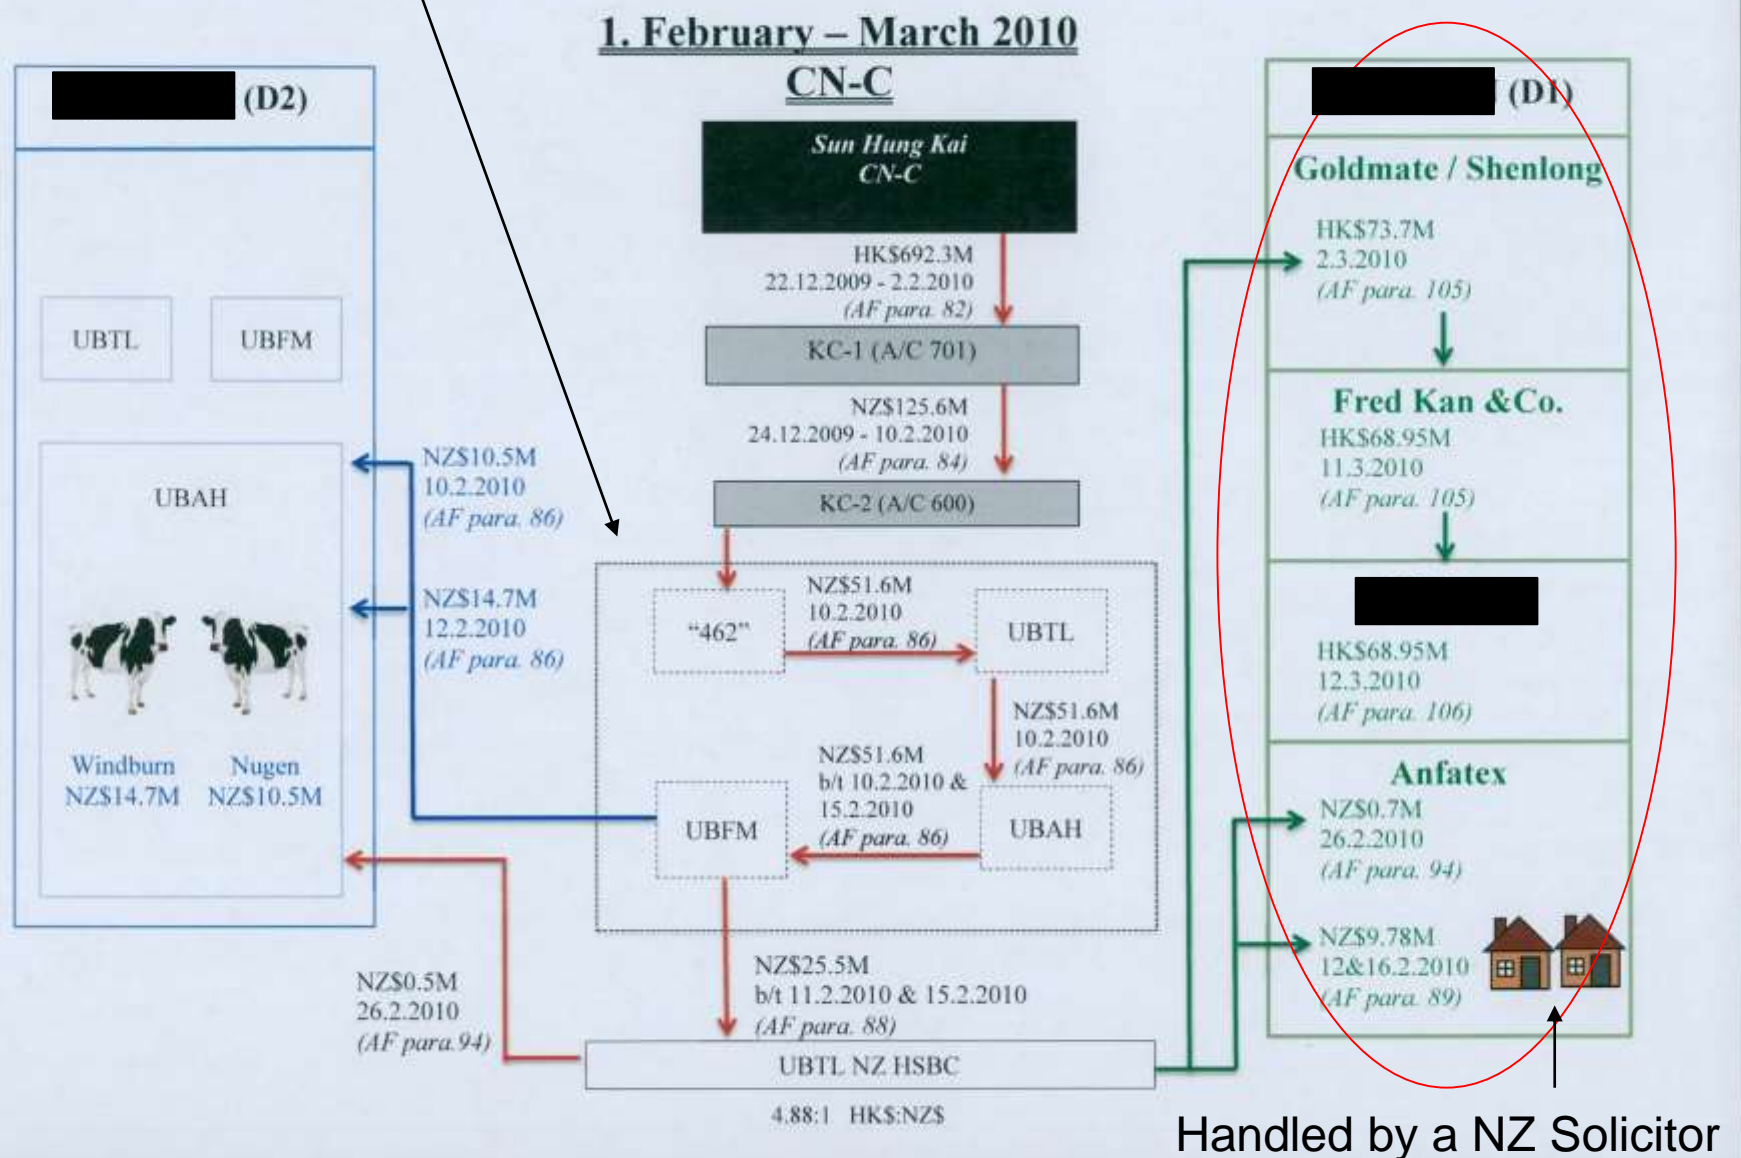 1. February – March 2010
CN-C
(D2)
UBTL
UBFM
UBAH
Windburn
NZ$14.7M
Nugen
NZ$10.5M
NZ$10.5M
10.2.2010
(AF para. 86)
NZ$14.7M
12.2.2010
(AF para. 86)
NZ$0.5M
26.2.2010
(AF para.94)
Sun Hung Kai
CN-C
HK$692.3M
22.12.2009 - 2.2.2010
(AF para. 82)
KC-1 (A/C 701)
NZ$125.6M
24.12.2009 - 10.2.2010
(AF para. 84)
KC-2 (A/C 600)
“462”
NZ$51.6M
10.2.2010
(AF para. 86)
UBTL
NZ$51.6M
10.2.2010
(AF para. 86)
NZ$51.6M
b/t 10.2.2010 &
15.2.2010
(AF para. 86)
UBFM
UBAH
NZ$25.5M
b/t 11.2.2010 & 15.2.2010
(AF para. 88)
UBTL NZ HSBC
4.88:1 HK$:NZ$
(D1)
Goldmate / Shenlong
HK$73.7M
2.3.2010
(AF para. 105)
Fred Kan &Co.
HK$68.95M
11.3.2010
(AF para. 105)
HK$68.95M
12.3.2010
(AF para. 106)
Anfatex
NZ$0.7M
26.2.2010
(AF para. 94)
NZ$9.78M
12&16.2.2010
(AF para. 89)
Handled by a NZ Solicitor